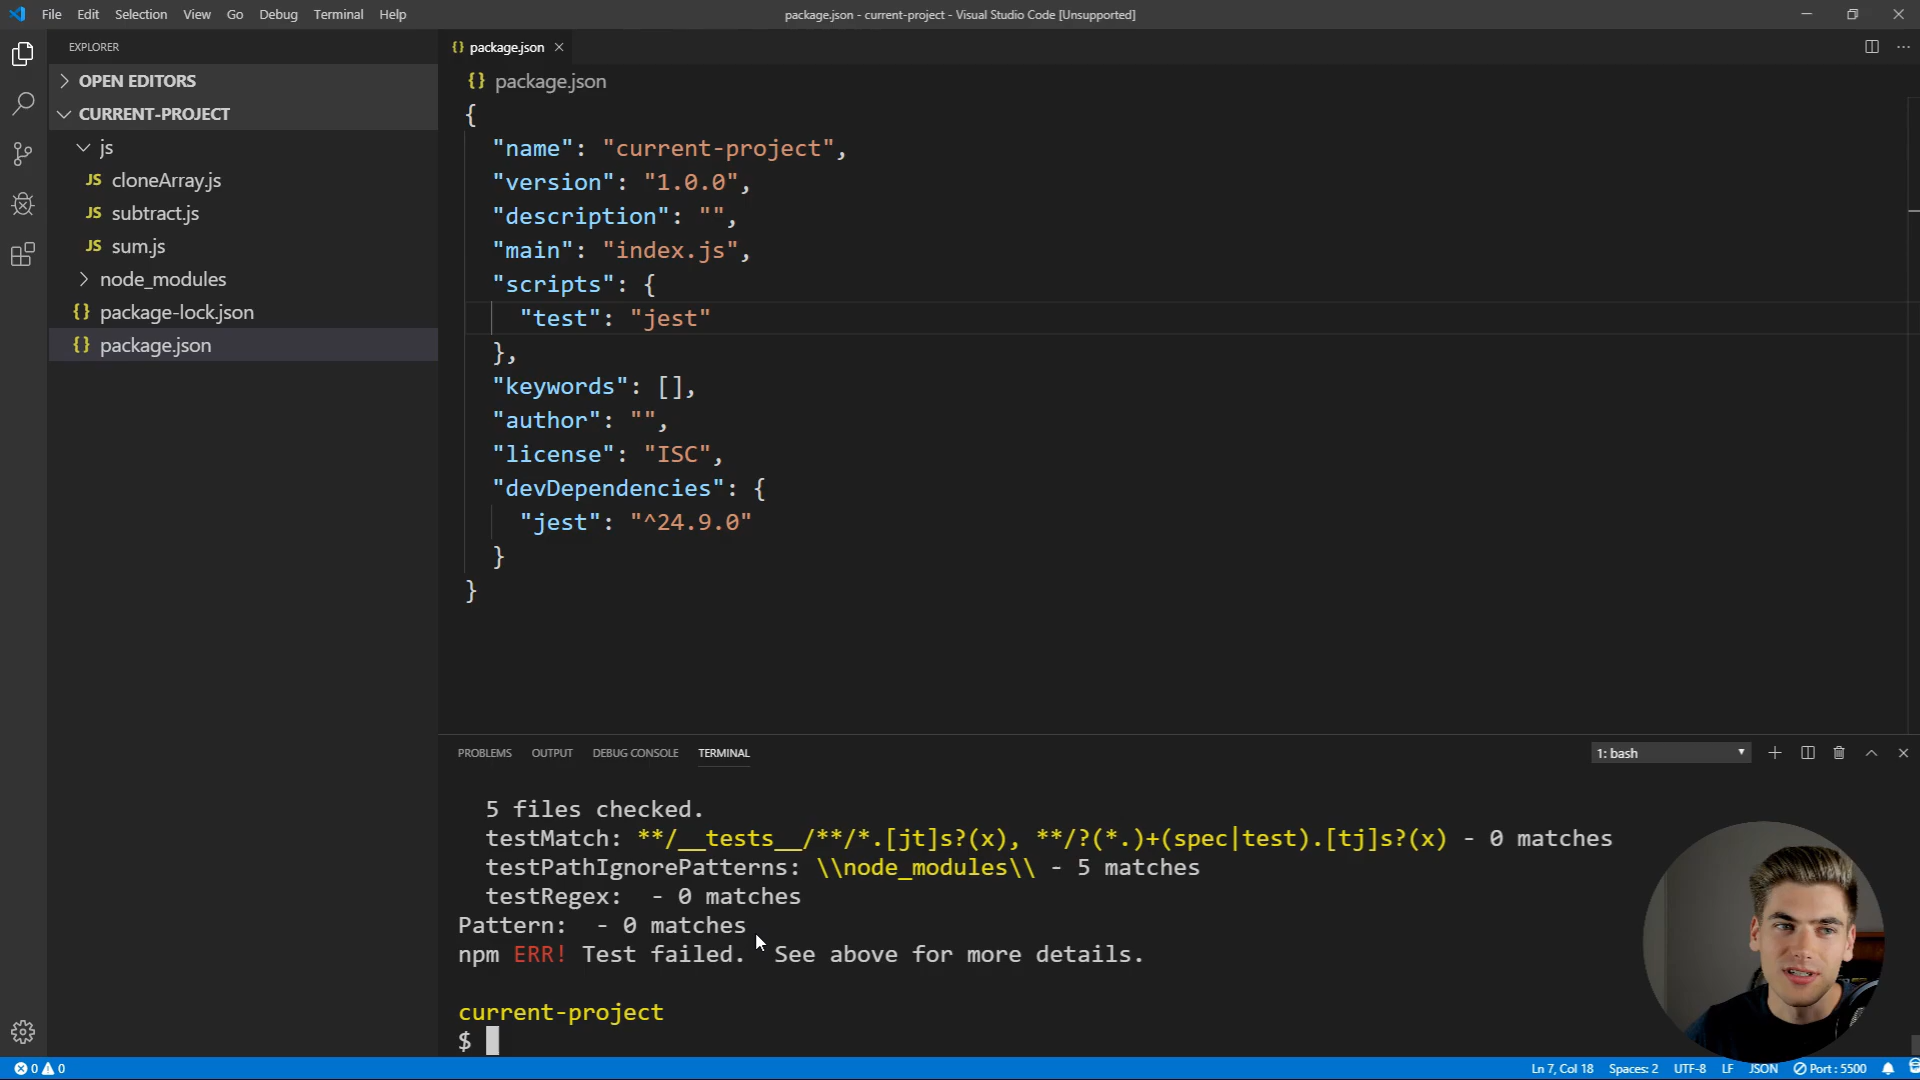 File Edit Selection View Go Debug Terminal Help
package.json - current-project - Visual Studio Code [Unsupported]
EXPLORER
OPEN EDITORS
CURRENT-PROJECT
js
JS cloneArray.js
JS subtract.js
JS sum.js
node_modules
{} package-lock.json
{} package.json
{} package.json
{} package.json
{
"name": "current-project",
"version": "1.0.0",
"description": "",
"main": "index.js",
"scripts": {
"test": "jest"
},
"keywords": [],
"author": "",
"license": "ISC",
"devDependencies": {
"jest": "^24.9.0"
}
}
PROBLEMS OUTPUT DEBUG CONSOLE TERMINAL
1: bash
5 files checked.
testMatch: **/__tests__/**/*.[jt]s?(x), **/?(*.)+(spec|test).[tj]s?(x) - 0 matches
testPathIgnorePatterns: \\node_modules\\ - 5 matches
testRegex:  - 0 matches
Pattern:  - 0 matches
npm ERR! Test failed.  See above for more details.
current-project
$
0 0
Ln 7, Col 18 Spaces: 2 UTF-8 LF JSON Port : 5500